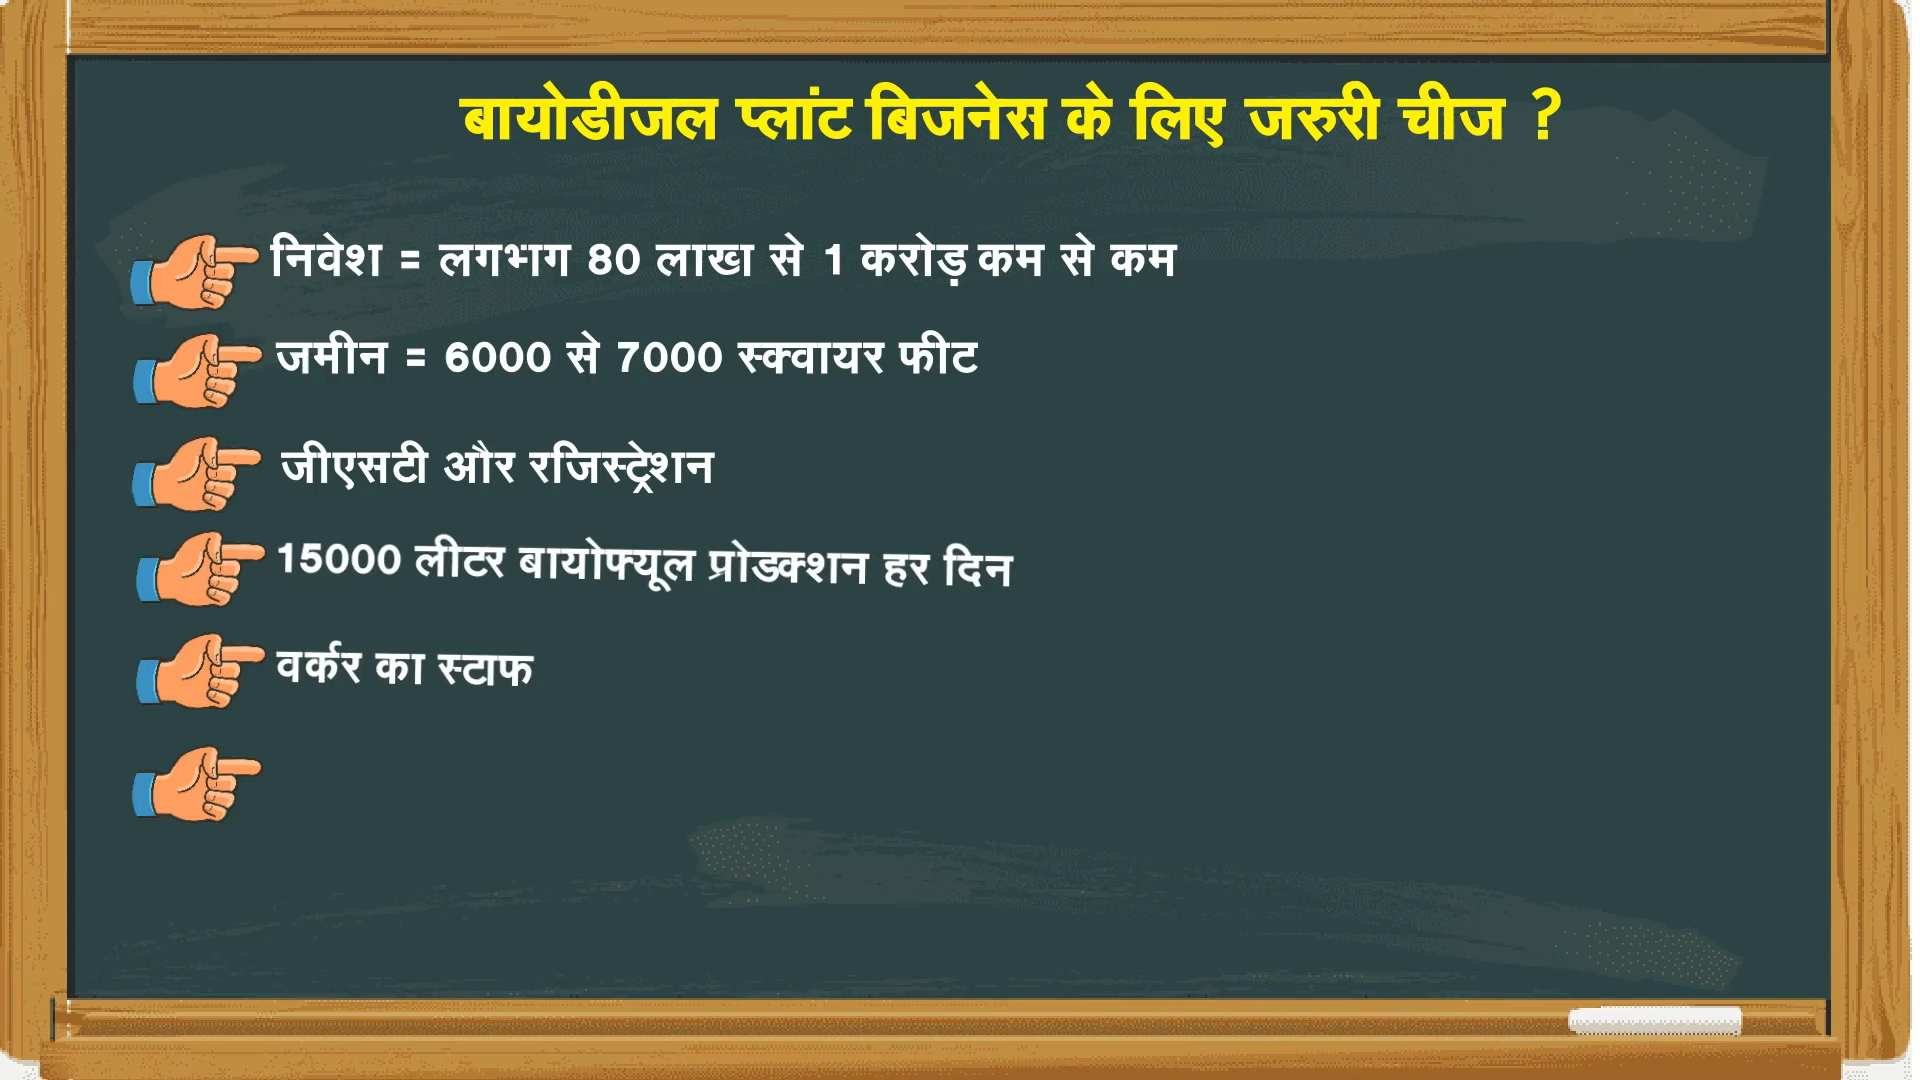 बायोडीजल प्लांट बिजनेस के लिए जरुरी चीज ?
निवेश = लगभग 80 लाख से 1 करोड़ कम से कम
जमीन = 6000 से 7000 स्क्वायर फीट
जीएसटी और रजिस्ट्रेशन
15000 लीटर बायोफ्यूल प्रोडक्शन हर दिन
वर्कर का स्टाफ